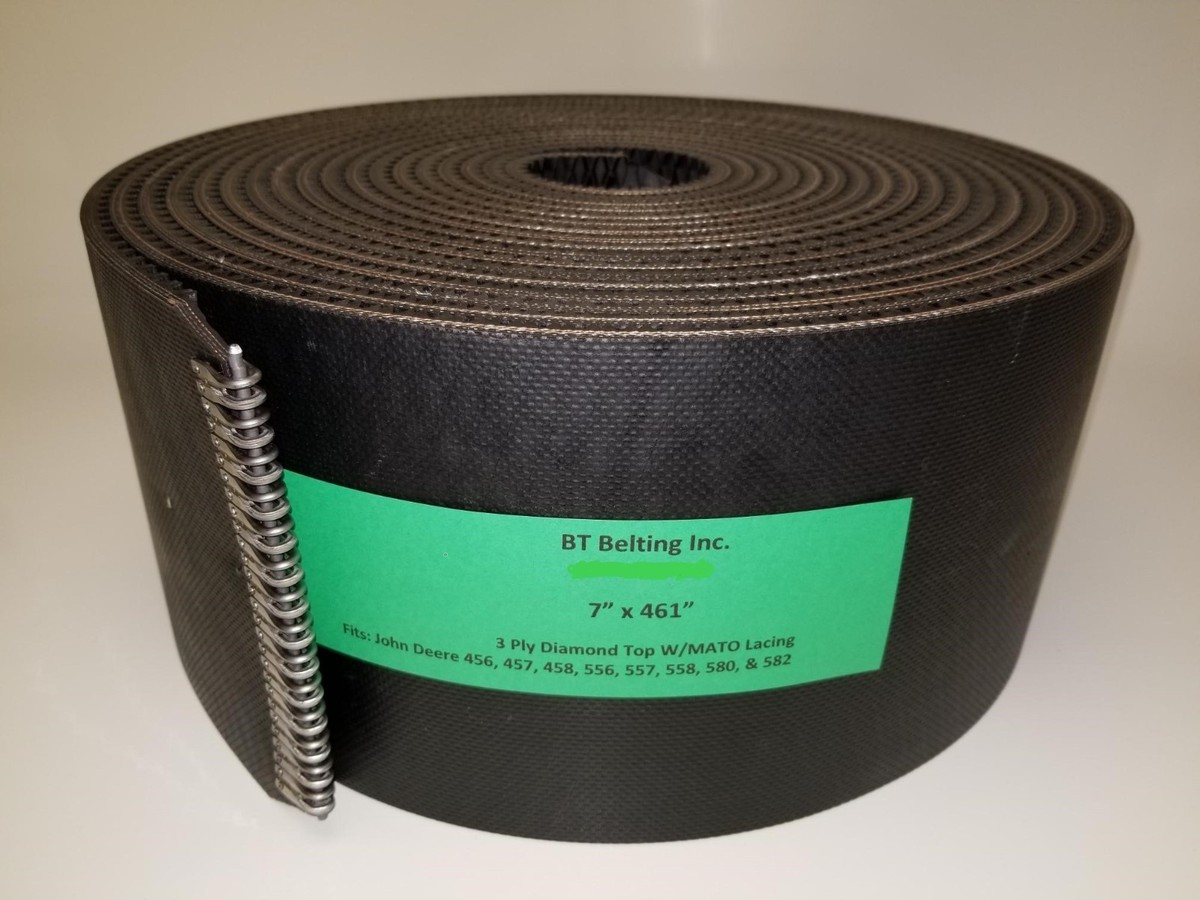 BT Belting Inc.
7” x 461”
3 Ply Diamond Top W/MATO Lacing
Fits: John Deere 456, 457, 458, 556, 557, 558, 580, & 582